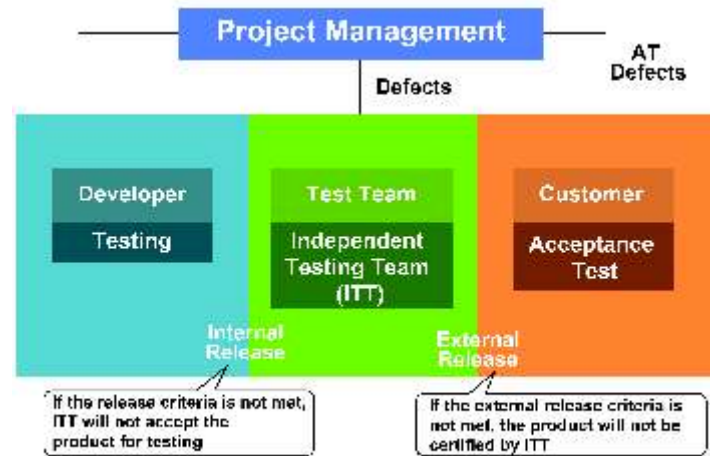 Project Management
AT
Defects
Defects
Developer
Testing
Test Team
Independent
Testing Team
(ITT)
Customer
Acceptance
Test
Internal
Release
External
Release
If the release criteria is not met,
ITT will not accept the
product for testing
If the external release criteria is
not met, the product will not be
certified by ITT